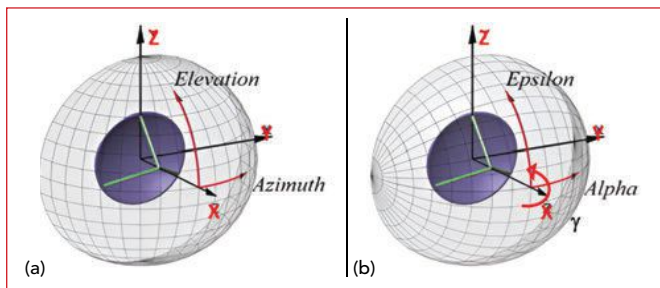 Z
Elevation
Y
Azimuth
X
(a)
Z
Epsilon
Y
Alpha
X
γ
(b)